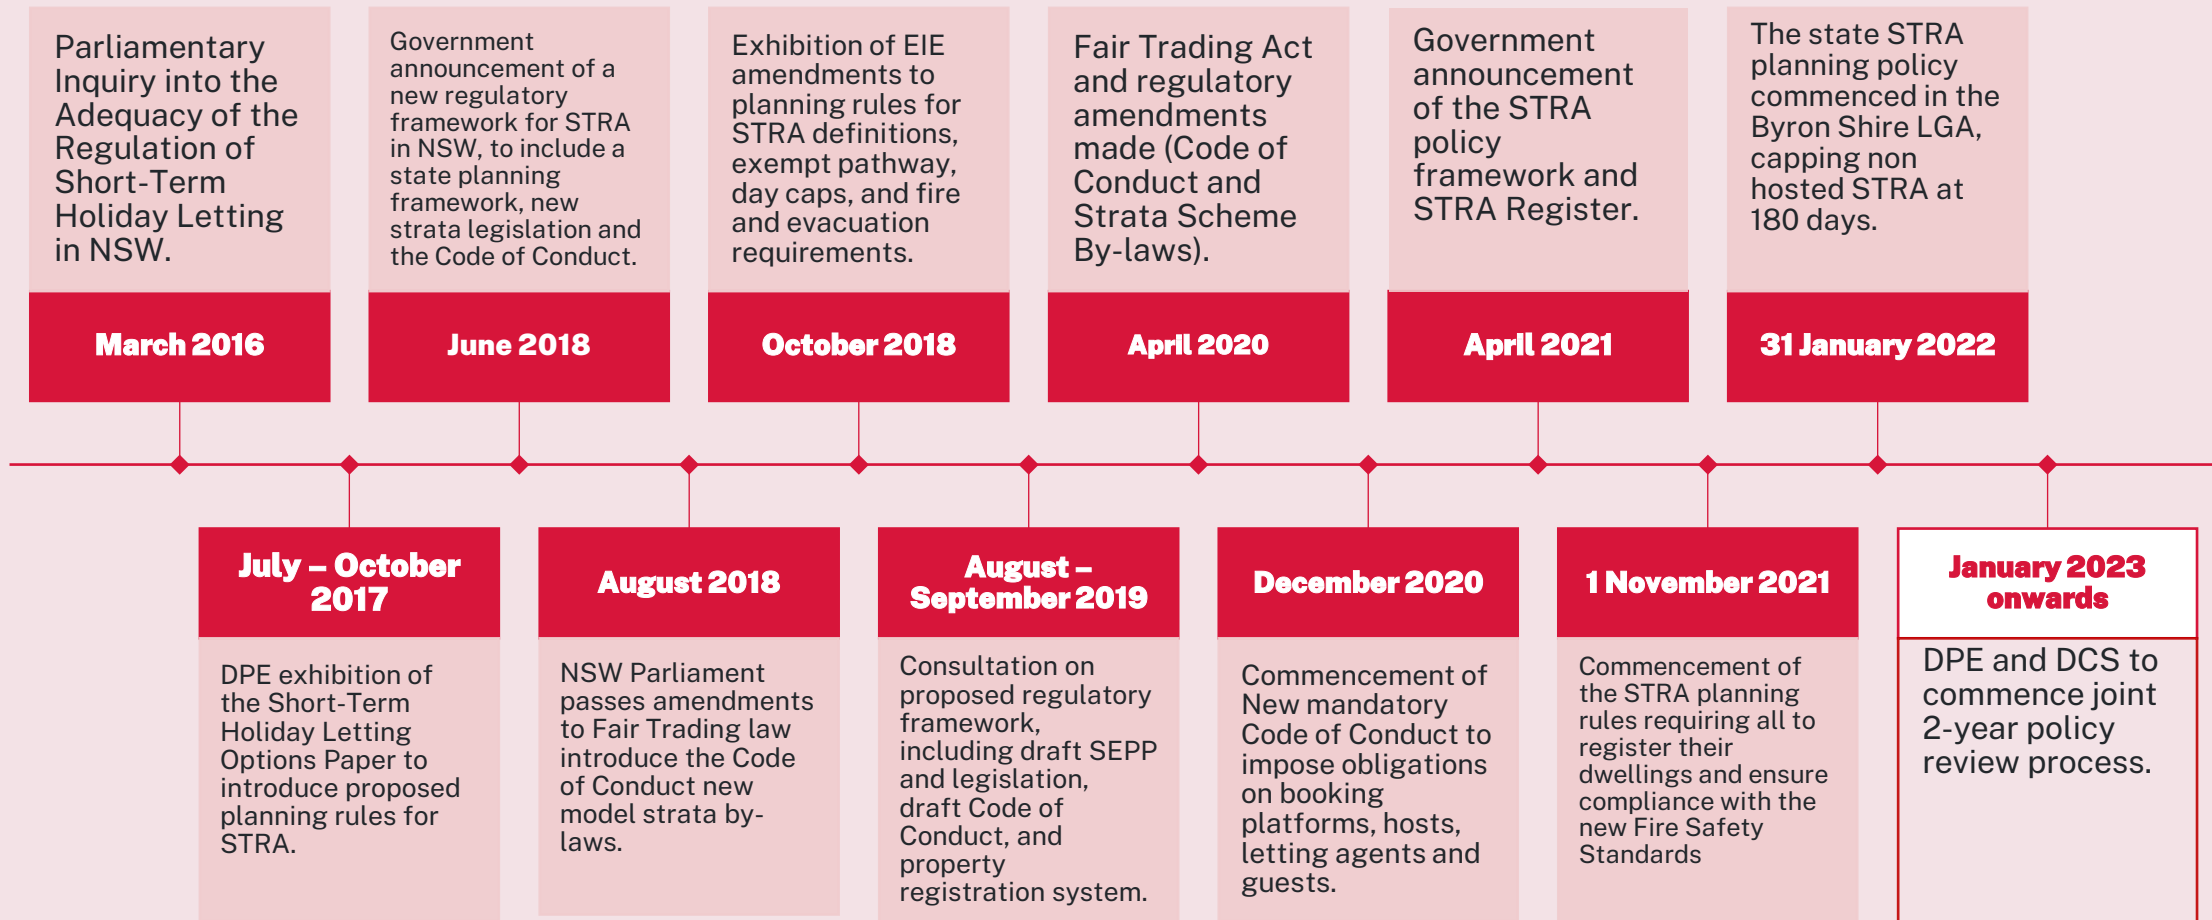 Parliamentary
Inquiry into the
Adequacy of the
Regulation of
Short-Term
Holiday Letting
in NSW.
March 2016
July – October
2017
DPE exhibition of
the Short-Term
Holiday Letting
Options Paper to
introduce proposed
planning rules for
STRA.
Government
announcement of a
new regulatory
framework for STRA
in NSW, to include a
state planning
framework, new
strata legislation and
the Code of Conduct.
June 2018
August 2018
NSW Parliament
passes amendments
to Fair Trading law
introduce the Code
of Conduct new
model strata by-
laws.
Exhibition of EIE
amendments to
planning rules for
STRA definitions,
exempt pathway,
day caps, and fire
and evacuation
requirements.
October 2018
August –
September 2019
Consultation on
proposed regulatory
framework,
including draft SEPP
and legislation,
draft Code of
Conduct, and
property
registration system.
Fair Trading Act
and regulatory
amendments
made (Code of
Conduct and
Strata Scheme
By-laws).
April 2020
December 2020
Commencement of
New mandatory
Code of Conduct to
impose obligations
on booking
platforms, hosts,
letting agents and
guests.
Government
announcement
of the STRA
policy
framework and
STRA Register.
April 2021
1 November 2021
Commencement of
the STRA planning
rules requiring all to
register their
dwellings and ensure
compliance with the
new Fire Safety
Standards
The state STRA
planning policy
commenced in the
Byron Shire LGA,
capping non
hosted STRA at
180 days.
31 January 2022
January 2023
onwards
DPE and DCS to
commence joint
2-year policy
review process.